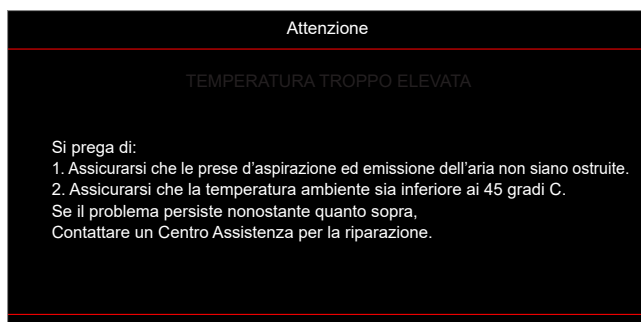 Attenzione
TEMPERATURA TROPPO ELEVATA
Si prega di:
1. Assicurarsi che le prese d’aspirazione ed emissione dell’aria non siano ostruite.
2. Assicurarsi che la temperatura ambiente sia inferiore ai 45 gradi C.
Se il problema persiste nonostante quanto sopra,
Contattare un Centro Assistenza per la riparazione.